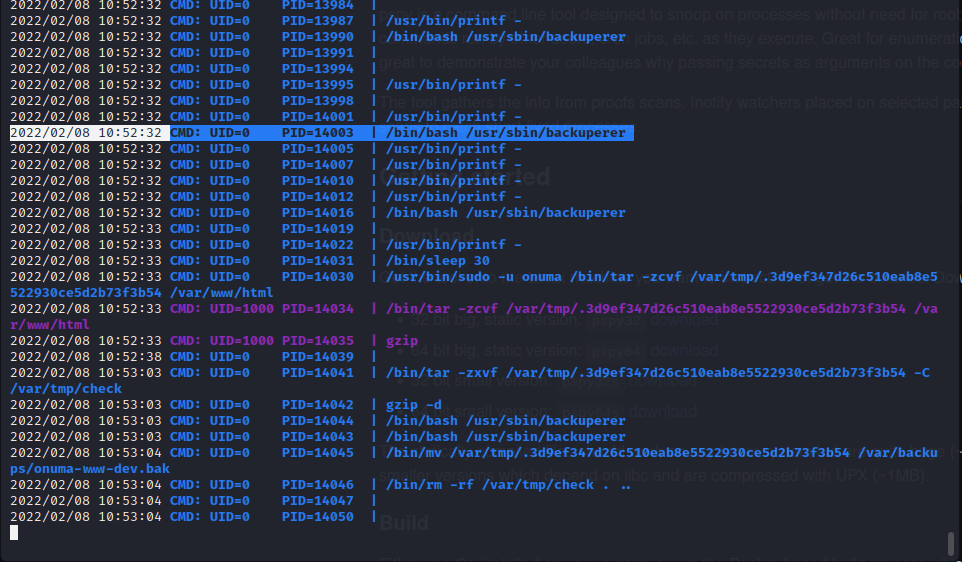 2022/02/08 10:52:32 CMD: UID=0    PID=13984  |
2022/02/08 10:52:32 CMD: UID=0    PID=13987  | /usr/bin/printf -
2022/02/08 10:52:32 CMD: UID=0    PID=13990  | /bin/bash /usr/sbin/backuperer
2022/02/08 10:52:32 CMD: UID=0    PID=13991  |
2022/02/08 10:52:32 CMD: UID=0    PID=13994  |
2022/02/08 10:52:32 CMD: UID=0    PID=13995  | /usr/bin/printf -
2022/02/08 10:52:32 CMD: UID=0    PID=13998  |
2022/02/08 10:52:32 CMD: UID=0    PID=14001  | /usr/bin/printf -
2022/02/08 10:52:32 CMD: UID=0    PID=14003  | /bin/bash /usr/sbin/backuperer
2022/02/08 10:52:32 CMD: UID=0    PID=14005  | /usr/bin/printf -
2022/02/08 10:52:32 CMD: UID=0    PID=14007  | /usr/bin/printf -
2022/02/08 10:52:32 CMD: UID=0    PID=14010  | /usr/bin/printf -
2022/02/08 10:52:32 CMD: UID=0    PID=14012  | /usr/bin/printf -
2022/02/08 10:52:32 CMD: UID=0    PID=14016  | /bin/bash /usr/sbin/backuperer
2022/02/08 10:52:33 CMD: UID=0    PID=14019  |
2022/02/08 10:52:33 CMD: UID=0    PID=14022  | /usr/bin/printf -
2022/02/08 10:52:33 CMD: UID=0    PID=14031  | /bin/sleep 30
2022/02/08 10:52:33 CMD: UID=0    PID=14030  | /usr/bin/sudo -u onuma /bin/tar -zcvf /var/tmp/.3d9ef347d26c510eab8e5
522930ce5d2b73f3b54 /var/www/html
2022/02/08 10:52:33 CMD: UID=1000 PID=14034  | /bin/tar -zcvf /var/tmp/.3d9ef347d26c510eab8e5522930ce5d2b73f3b54 /va
r/www/html
2022/02/08 10:52:33 CMD: UID=1000 PID=14035  | gzip
2022/02/08 10:52:38 CMD: UID=0    PID=14039  |
2022/02/08 10:53:03 CMD: UID=0    PID=14041  | /bin/tar -zxvf /var/tmp/.3d9ef347d26c510eab8e5522930ce5d2b73f3b54 -C
/var/tmp/check
2022/02/08 10:53:03 CMD: UID=0    PID=14042  | gzip -d
2022/02/08 10:53:03 CMD: UID=0    PID=14044  | /bin/bash /usr/sbin/backuperer
2022/02/08 10:53:03 CMD: UID=0    PID=14043  | /bin/bash /usr/sbin/backuperer
2022/02/08 10:53:04 CMD: UID=0    PID=14045  | /bin/mv /var/tmp/.3d9ef347d26c510eab8e5522930ce5d2b73f3b54 /var/backu
ps/onuma-www-dev.bak
2022/02/08 10:53:04 CMD: UID=0    PID=14046  | /bin/rm -rf /var/tmp/check . ..
2022/02/08 10:53:04 CMD: UID=0    PID=14047  |
2022/02/08 10:53:04 CMD: UID=0    PID=14050  |